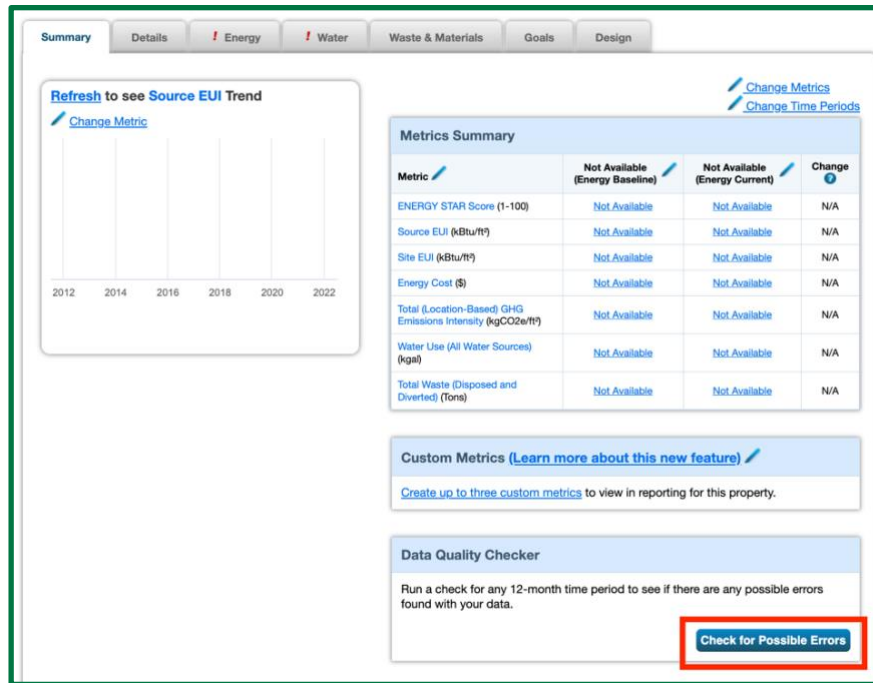 Summary
Details
! Energy
! Water
Waste & Materials
Goals
Design
Refresh to see Source EUI Trend
Change Metric
2012 2014 2016 2018 2020 2022
Change Metrics
Change Time Periods
Metrics Summary
Metric
Not Available
(Energy Baseline)
Not Available
(Energy Current)
Change
?
ENERGY STAR Score (1-100) Not Available Not Available N/A
Source EUI (kBtu/ft²) Not Available Not Available N/A
Site EUI (kBtu/ft²) Not Available Not Available N/A
Energy Cost ($) Not Available Not Available N/A
Total (Location-Based) GHG
Emissions Intensity (kgCO2e/ft²) Not Available Not Available N/A
Water Use (All Water Sources)
(kgal) Not Available Not Available N/A
Total Waste (Disposed and
Diverted) (Tons) Not Available Not Available N/A
Custom Metrics (Learn more about this new feature)
Create up to three custom metrics to view in reporting for this property.
Data Quality Checker
Run a check for any 12-month time period to see if there are any possible errors
found with your data.
Check for Possible Errors